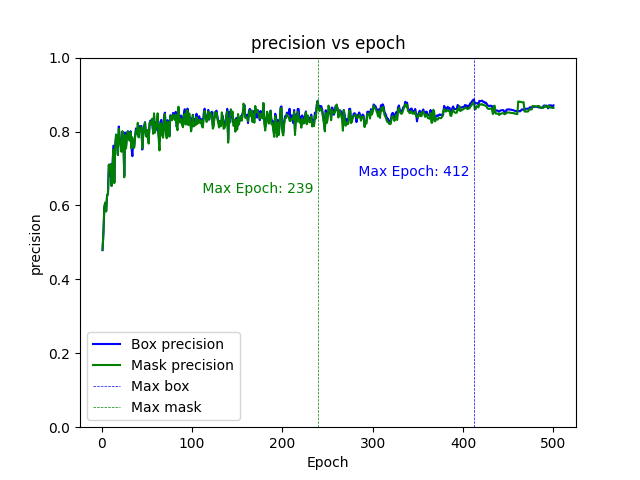 precision vs epoch
1.0
0.8
0.6
0.4
0.2
0.0
precision
Max Epoch: 412
Max Epoch: 239
Box precision
Mask precision
Max box
Max mask
0 100 200 300 400 500
Epoch